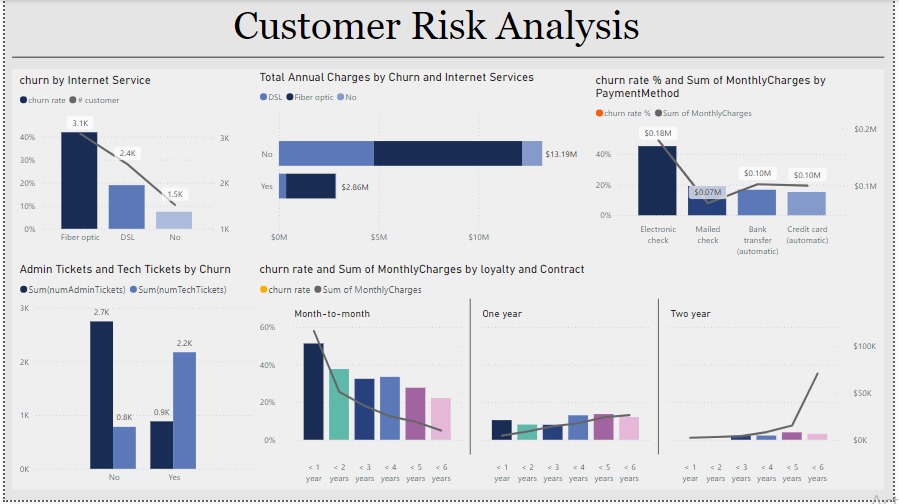 Customer Risk Analysis
churn by Internet Service
churn rate # customer
3.1K
40%
3K
2.4K
30%
20%
2K
1.5K
10%
0%
1K
Fiber optic DSL No
Total Annual Charges by Churn and Internet Services
DSL Fiber optic No
No $13.19M
Yes $2.86M
$0M $5M $10M
churn rate % and Sum of MonthlyCharges by
PaymentMethod
churn rate % Sum of MonthlyCharges
$0.18M
$0.2M
40%
$0.10M $0.10M
20% $0.07M $0.1M
0%
Electronic Mailed Bank Credit card
check check transfer (automatic)
(automatic)
Admin Tickets and Tech Tickets by Churn
Sum(numAdminTickets) Sum(numTechTickets)
3K
2.7K
2.2K
2K
1K
0.8K 0.9K
0K
No Yes
churn rate and Sum of MonthlyCharges by loyalty and Contract
churn rate Sum of MonthlyCharges
Month-to-month One year Two year
60%
$100K
40%
$50K
20%
0% $0K
< 1 < 2 < 3 < 4 < 5 < 6 < 1 < 2 < 3 < 4 < 5 < 6 < 1 < 2 < 3 < 4 < 5 < 6
year years years years years years year years years years years years year years years years years years